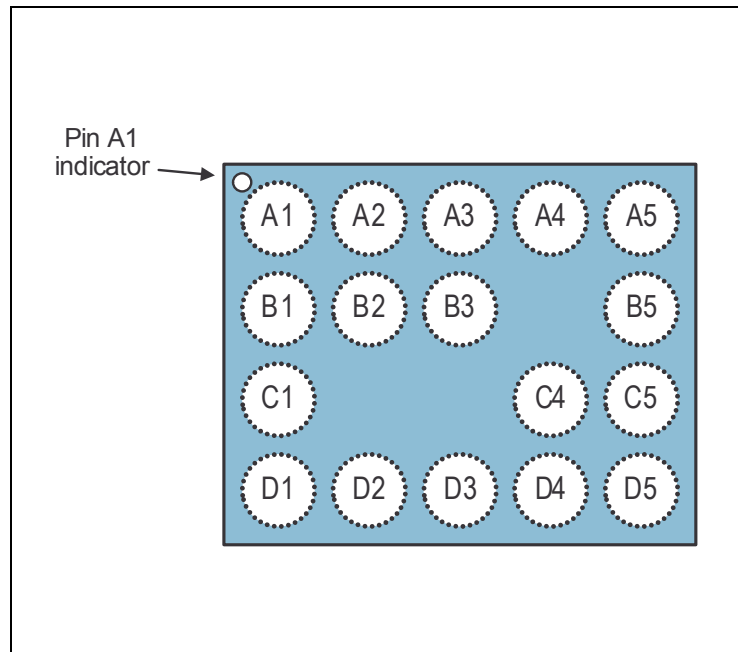 Pin A1
indicator
A1 A2 A3 A4 A5
B1 B2 B3 B5
C1 C4 C5
D1 D2 D3 D4 D5